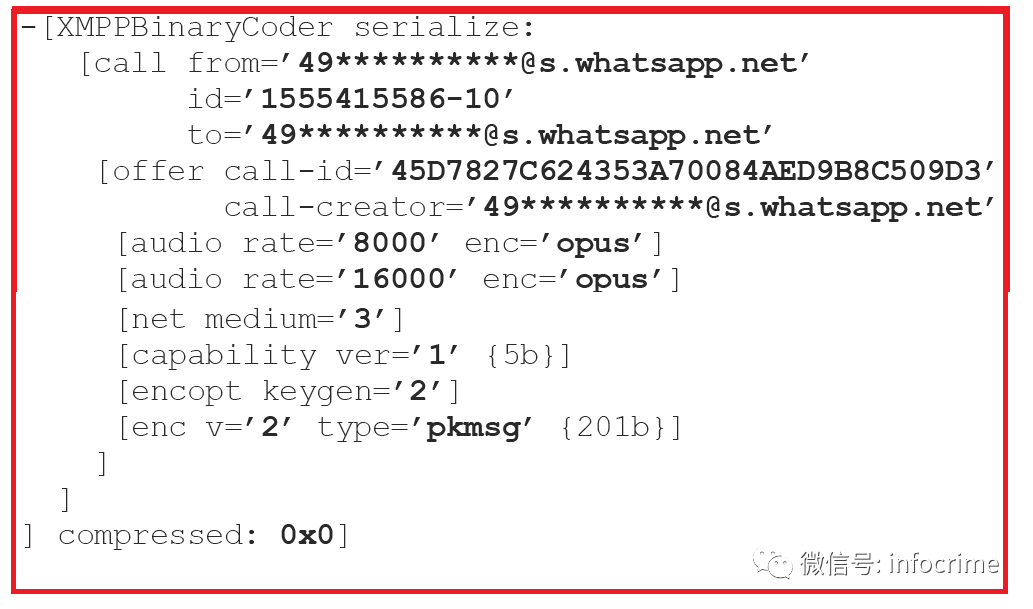 -[XMPPBinaryCoder serialize:
[call from=’49**********@s.whatsapp.net’
id=’1555415586-10’
to=’49**********@s.whatsapp.net’
[offer call-id=’45D7827C624353A70084AED9B8C509D3’
call-creator=’49**********@s.whatsapp.net’
[audio rate=’8000’ enc=’opus’]
[audio rate=’16000’ enc=’opus’]
[net medium=’3’]
[capability ver=’1’ {5b}]
[encopt keygen=’2’]
[enc v=’2’ type=’pkmsg’ {201b}]
]
]
] compressed: 0x0]
微信号: infocrime